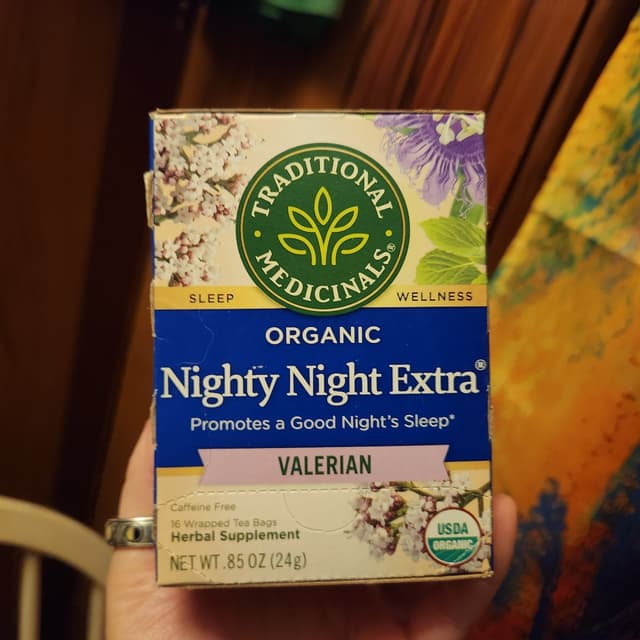 TRADITIONAL
MEDICINALS®
SLEEP WELLNESS
ORGANIC
Nighty Night Extra®
Promotes a Good Night's Sleep*
VALERIAN
Caffeine Free
16 Wrapped Tea Bags
Herbal Supplement
NET WT .85 OZ (24g)
USDA
ORGANIC